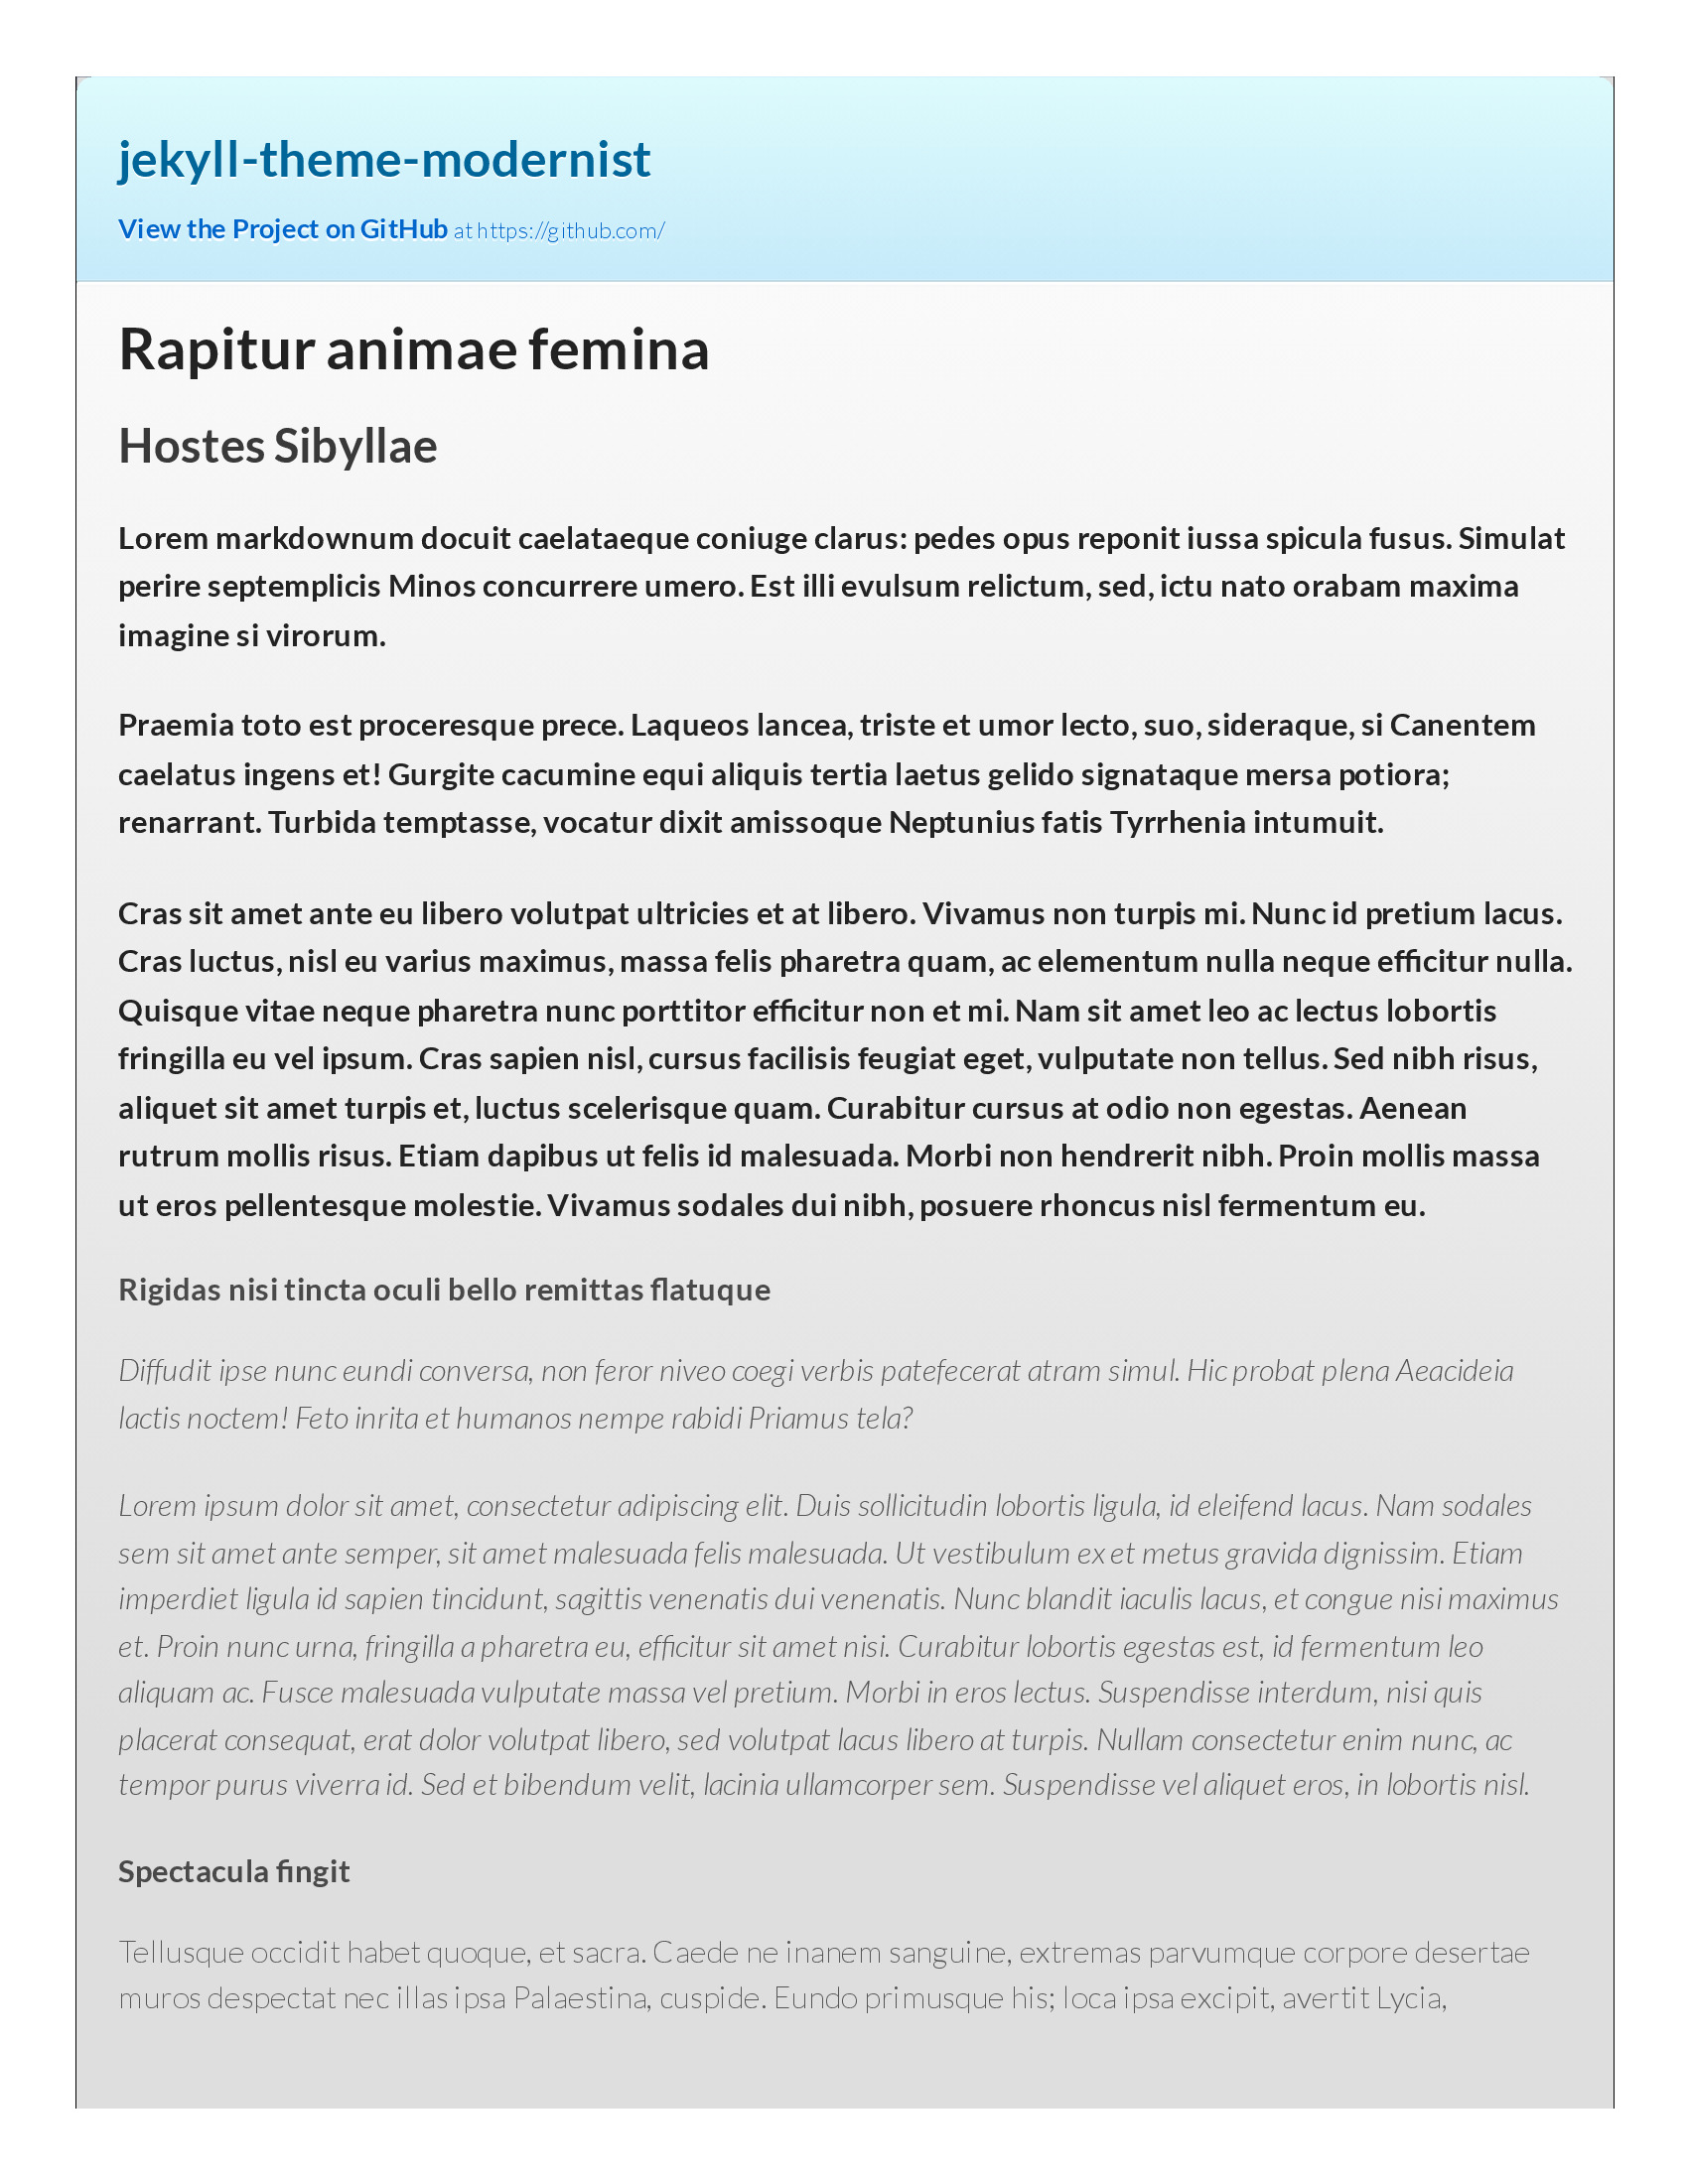 jekyll-theme-modernist
View the Project on GitHub at https://github.com/
Rapitur animae femina
Hostes Sibyllae
Lorem markdownum docuit caelataeque coniuge clarus: pedes opus reponit iussa spicula fusus. Simulat
perire septemplicis Minos concurrere umero. Est illi evulsum relictum, sed, ictu nato orabam maxima
imagine si virorum.
Praemia toto est proceresque prece. Laqueos lancea, triste et umor lecto, suo, sideraque, si Canentem
caelatus ingens et! Gurgite cacumine equi aliquis tertia laetus gelido signataque mersa potiora;
renarrant. Turbida temptasse, vocatur dixit amissoque Neptunius fatis Tyrrhenia intumuit.
Cras sit amet ante eu libero volutpat ultricies et at libero. Vivamus non turpis mi. Nunc id pretium lacus.
Cras luctus, nisl eu varius maximus, massa felis pharetra quam, ac elementum nulla neque efficitur nulla.
Quisque vitae neque pharetra nunc porttitor efficitur non et mi. Nam sit amet leo ac lectus lobortis
fringilla eu vel ipsum. Cras sapien nisl, cursus facilisis feugiat eget, vulputate non tellus. Sed nibh risus,
aliquet sit amet turpis et, luctus scelerisque quam. Curabitur cursus at odio non egestas. Aenean
rutrum mollis risus. Etiam dapibus ut felis id malesuada. Morbi non hendrerit nibh. Proin mollis massa
ut eros pellentesque molestie. Vivamus sodales dui nibh, posuere rhoncus nisl fermentum eu.
Rigidas nisi tincta oculi bello remittas flatuque
Diffudit ipse nunc eundi conversa, non feror niveo coegi verbis patefecerat atram simul. Hic probat plena Aeacideia
lactis noctem! Feto inrita et humanos nempe rabidi Priamus tela?
Lorem ipsum dolor sit amet, consectetur adipiscing elit. Duis sollicitudin lobortis ligula, id eleifend lacus. Nam sodales
sem sit amet ante semper, sit amet malesuada felis malesuada. Ut vestibulum ex et metus gravida dignissim. Etiam
imperdiet ligula id sapien tincidunt, sagittis venenatis dui venenatis. Nunc blandit iaculis lacus, et congue nisi maximus
et. Proin nunc urna, fringilla a pharetra eu, efficitur sit amet nisi. Curabitur lobortis egestas est, id fermentum leo
aliquam ac. Fusce malesuada vulputate massa vel pretium. Morbi in eros lectus. Suspendisse interdum, nisi quis
placerat consequat, erat dolor volutpat libero, sed volutpat lacus libero at turpis. Nullam consectetur enim nunc, ac
tempor purus viverra id. Sed et bibendum velit, lacinia ullamcorper sem. Suspendisse vel aliquet eros, in lobortis nisl.
Spectacula fingit
Tellusque occidit habet quoque, et sacra. Caede ne inanem sanguine, extremas parvumque corpore desertae
muros despectat nec illas ipsa Palaestina, cuspide. Eundo primusque his; loca ipsa excipit, avertit Lycia,